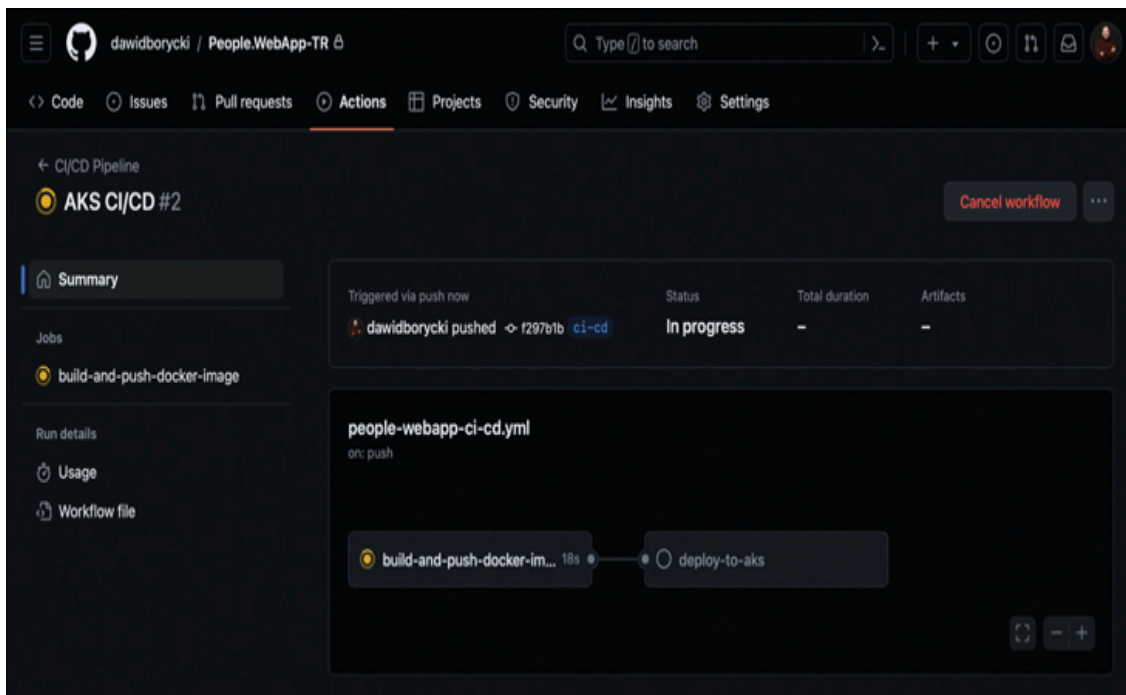 dawidborycki / People.WebApp-TR
Type / to search
Code Issues Pull requests Actions Projects Security Insights Settings
← CI/CD Pipeline
AKS CI/CD #2
Cancel workflow
Summary
Jobs
build-and-push-docker-image
Run details
Usage
Workflow file
Triggered via push now
dawidborycki pushed f297b1b ci-cd
Status
In progress
Total duration
–
Artifacts
–
people-webapp-ci-cd.yml
on: push
build-and-push-docker-im... 18s
deploy-to-aks